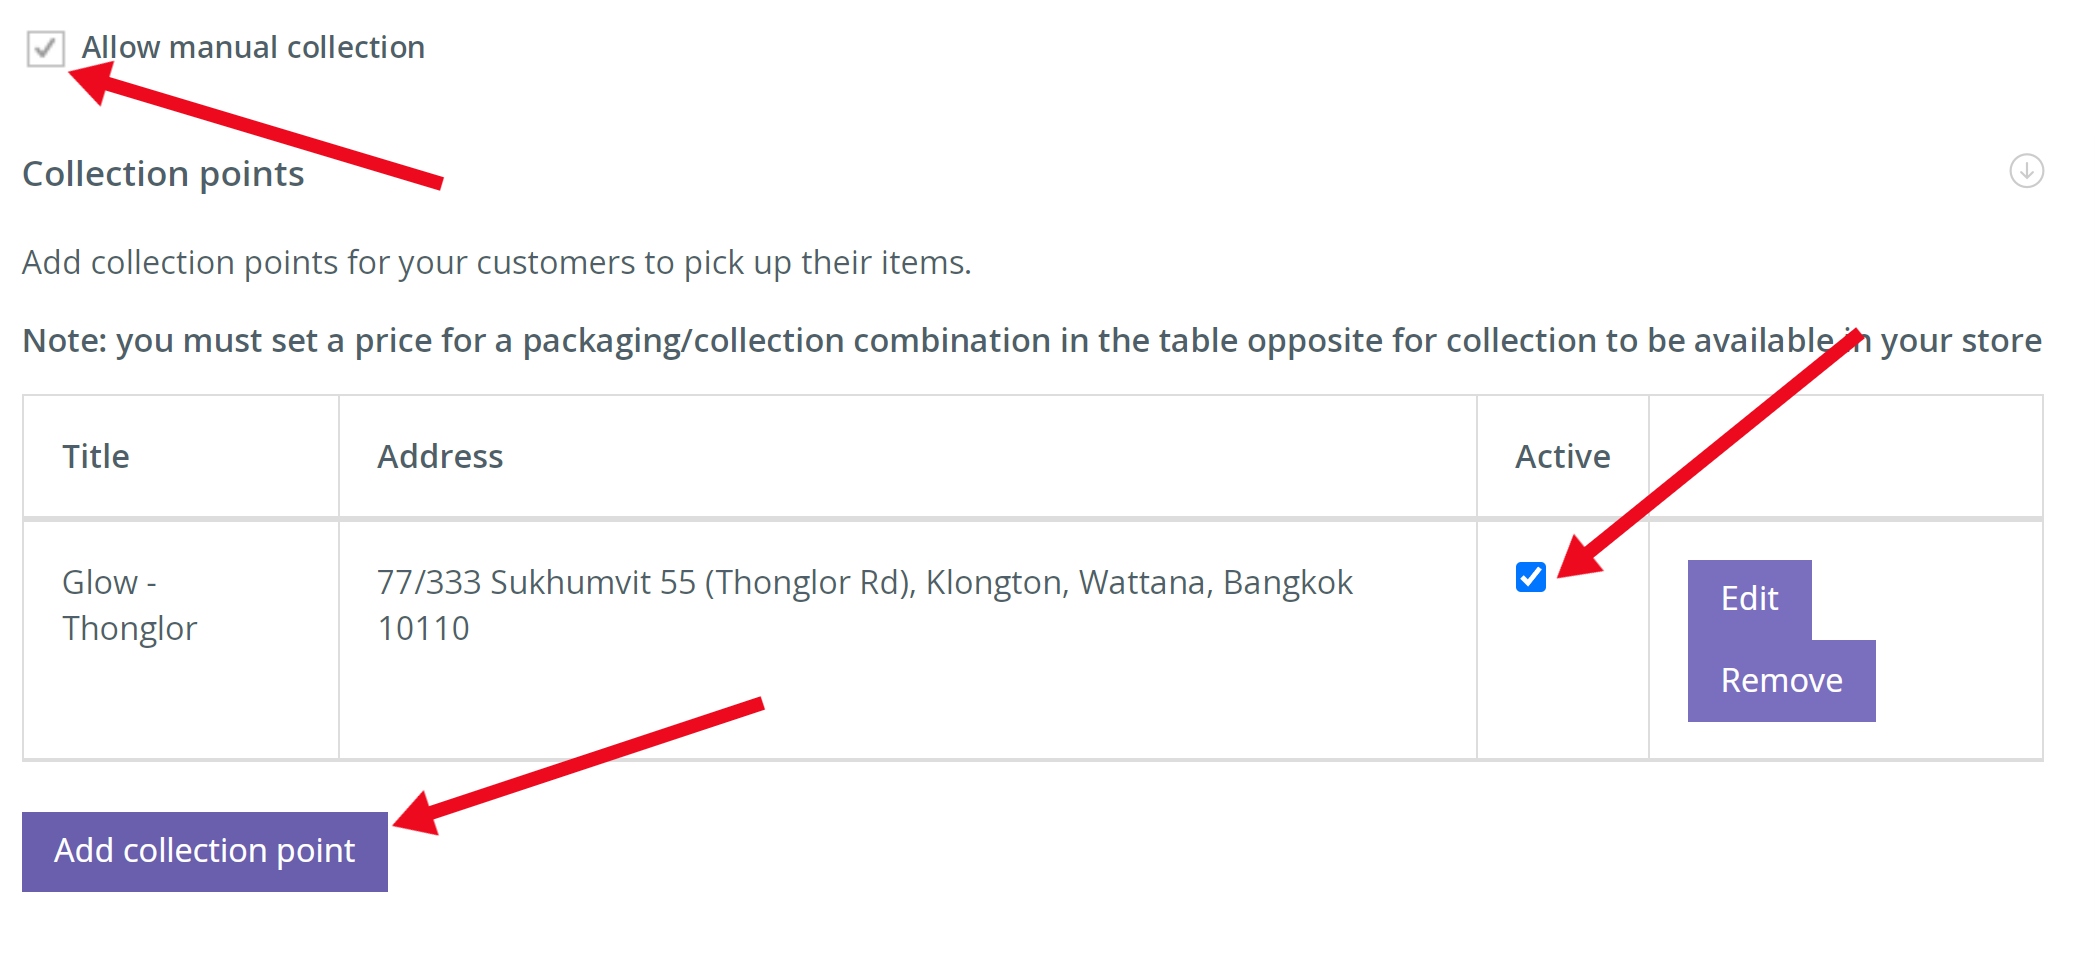 Allow manual collection
Collection points
Add collection points for your customers to pick up their items.
Note: you must set a price for a packaging/collection combination in the table opposite for collection to be available in your store
Title
Address
Active
Glow -
Thonglor
77/333 Sukhumvit 55 (Thonglor Rd), Klongton, Wattana, Bangkok
10110
Edit
Remove
Add collection point